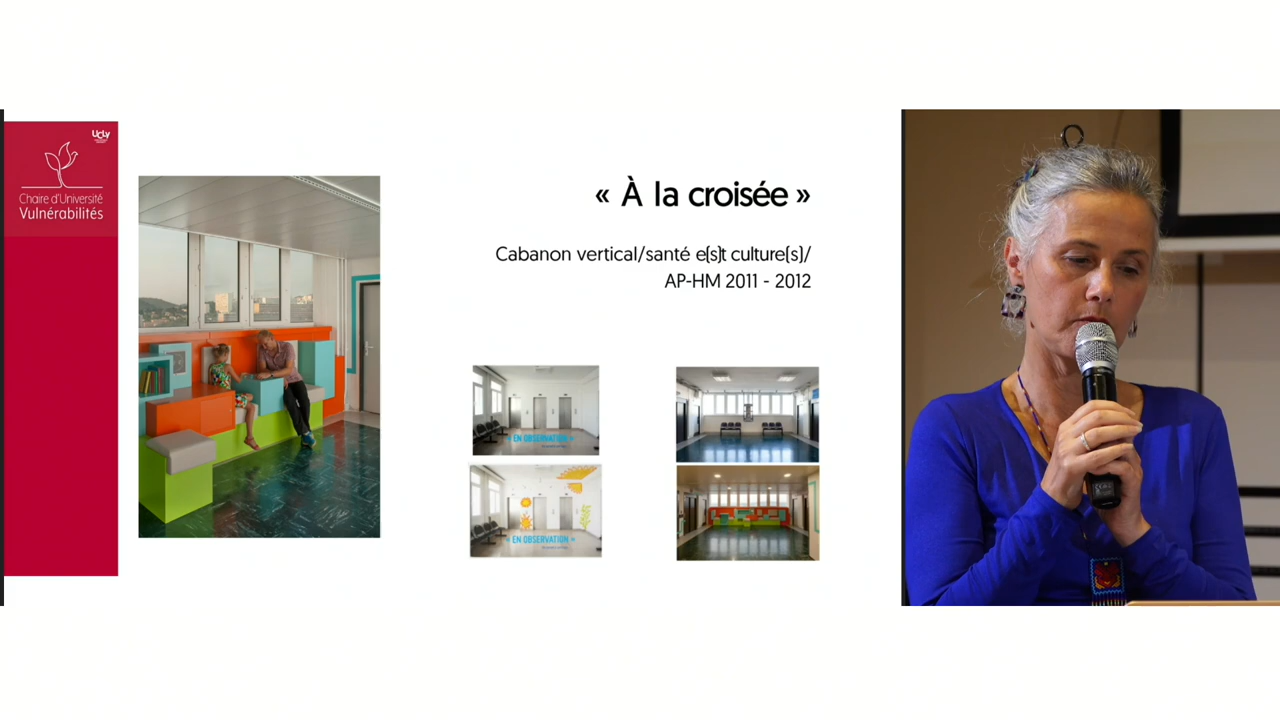 UCLy
Chaire d'Université
Vulnérabilités
« À la croisée »
Cabanon vertical/santé e(s)t culture(s)/
AP-HM 2011 - 2012
« EN OBSERVATION »
« EN OBSERVATION »